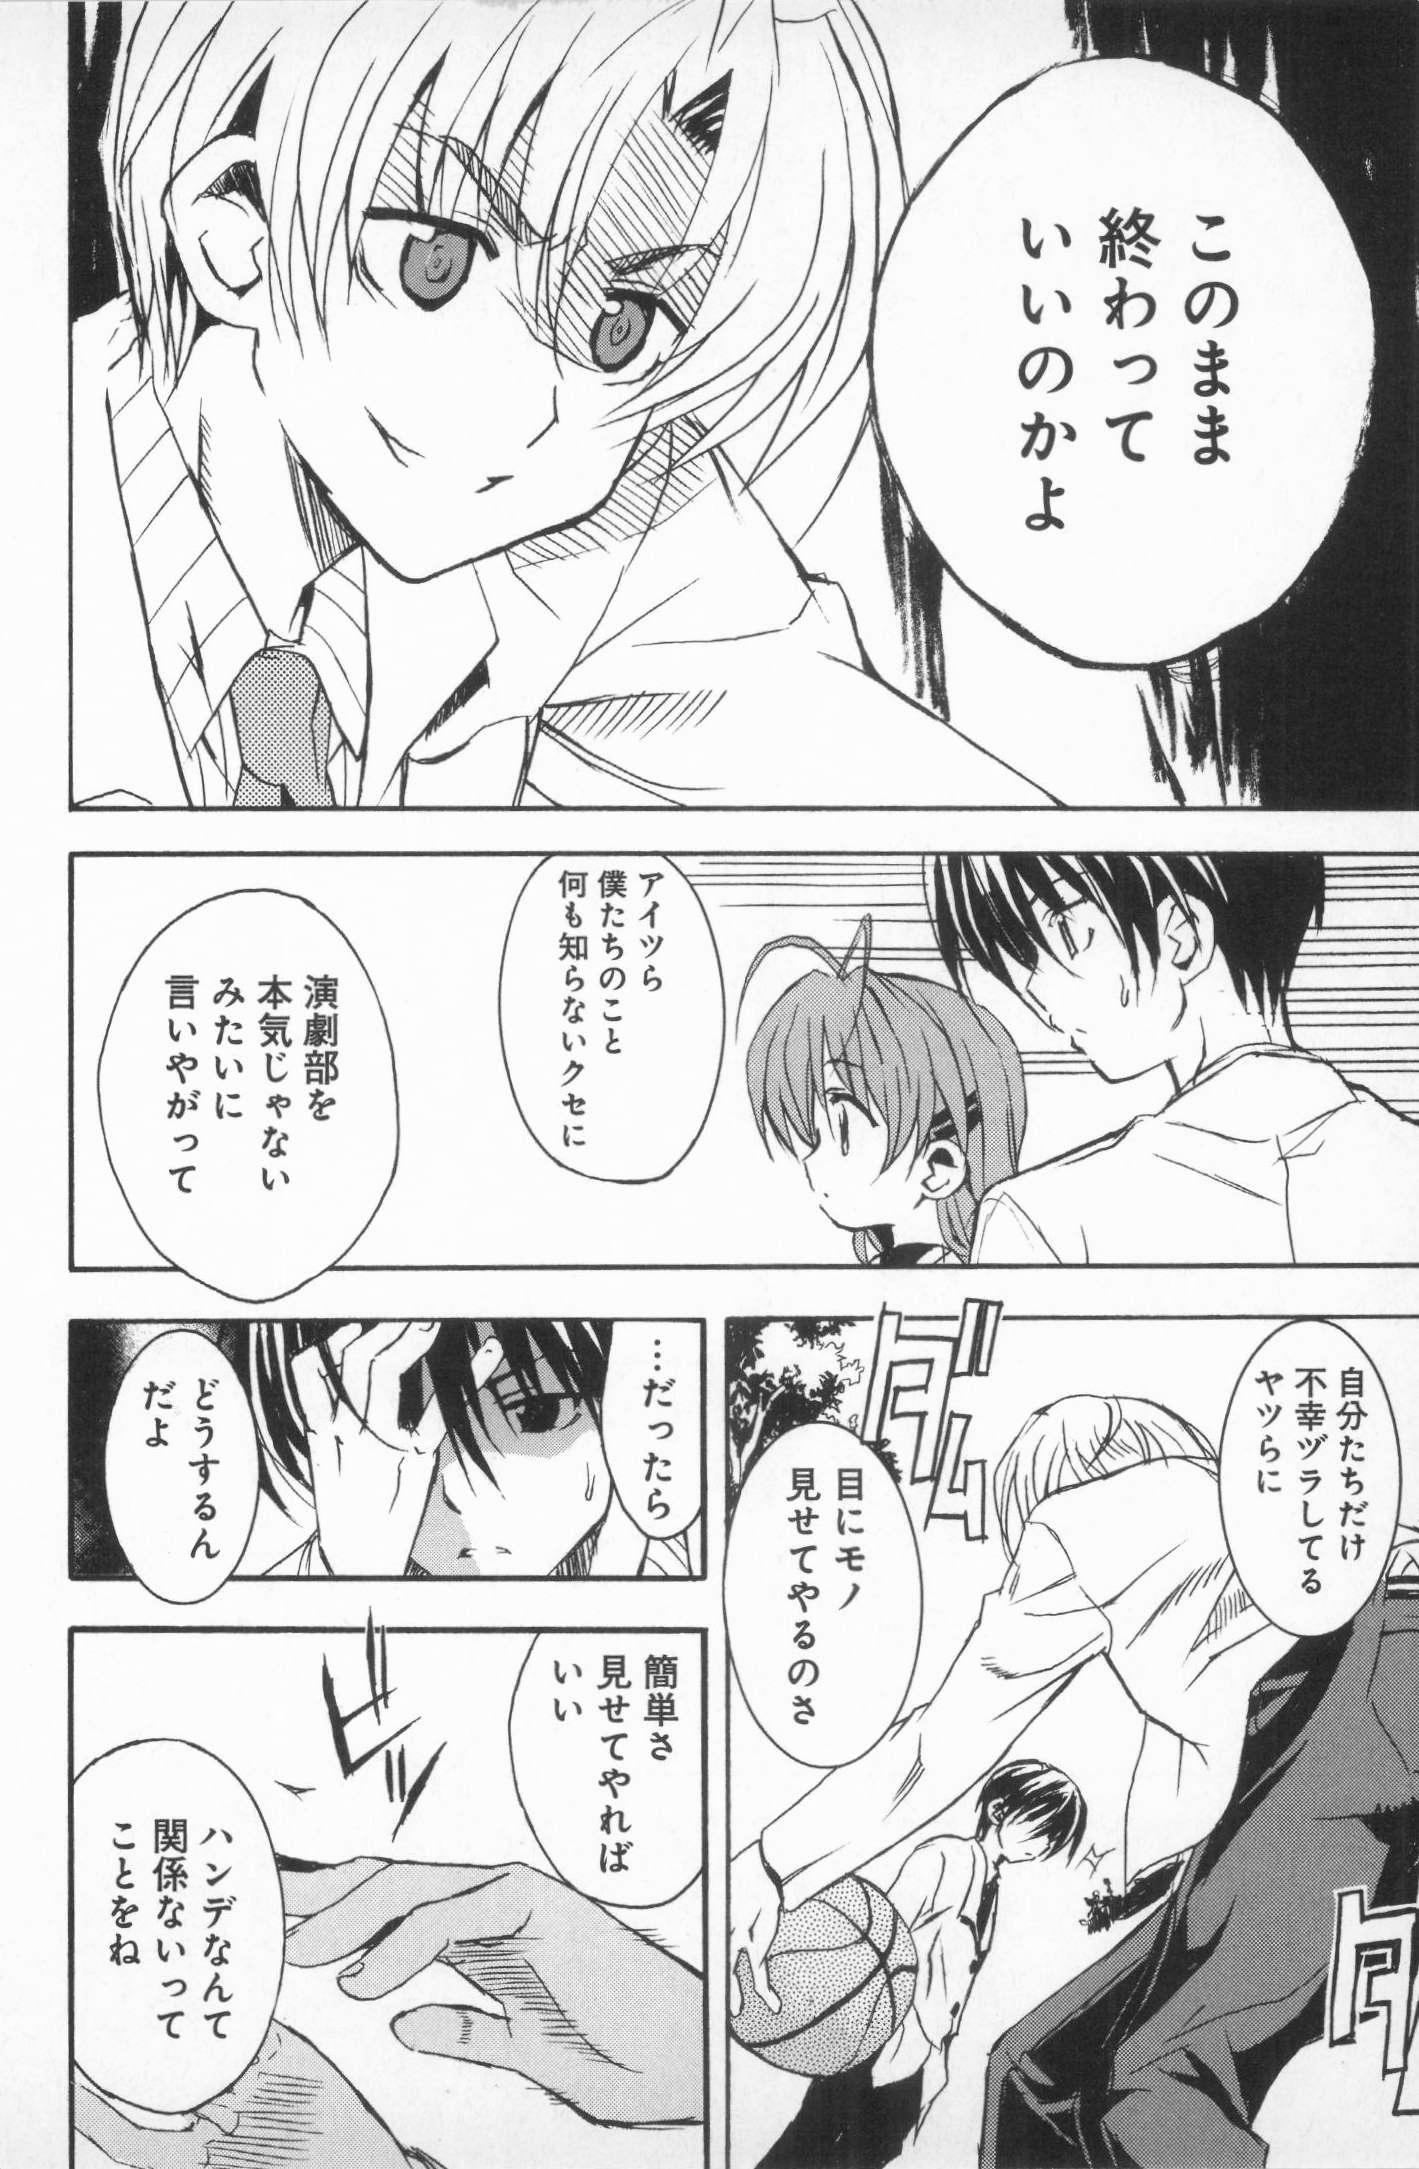 このまま
終わって
いいのかよ
アイツら
僕たちのこと
何も知らないクセに
演劇部を
本気じゃない
みたいに
言いやがって
自分たちだけ
不幸ヅラしてる
ヤツらに
目にモノ
見せてやるのさ
…だったら
どうするん
だよ
簡単さ
見せてやれば
いい
ハンデなんて
関係ないって
ことをね